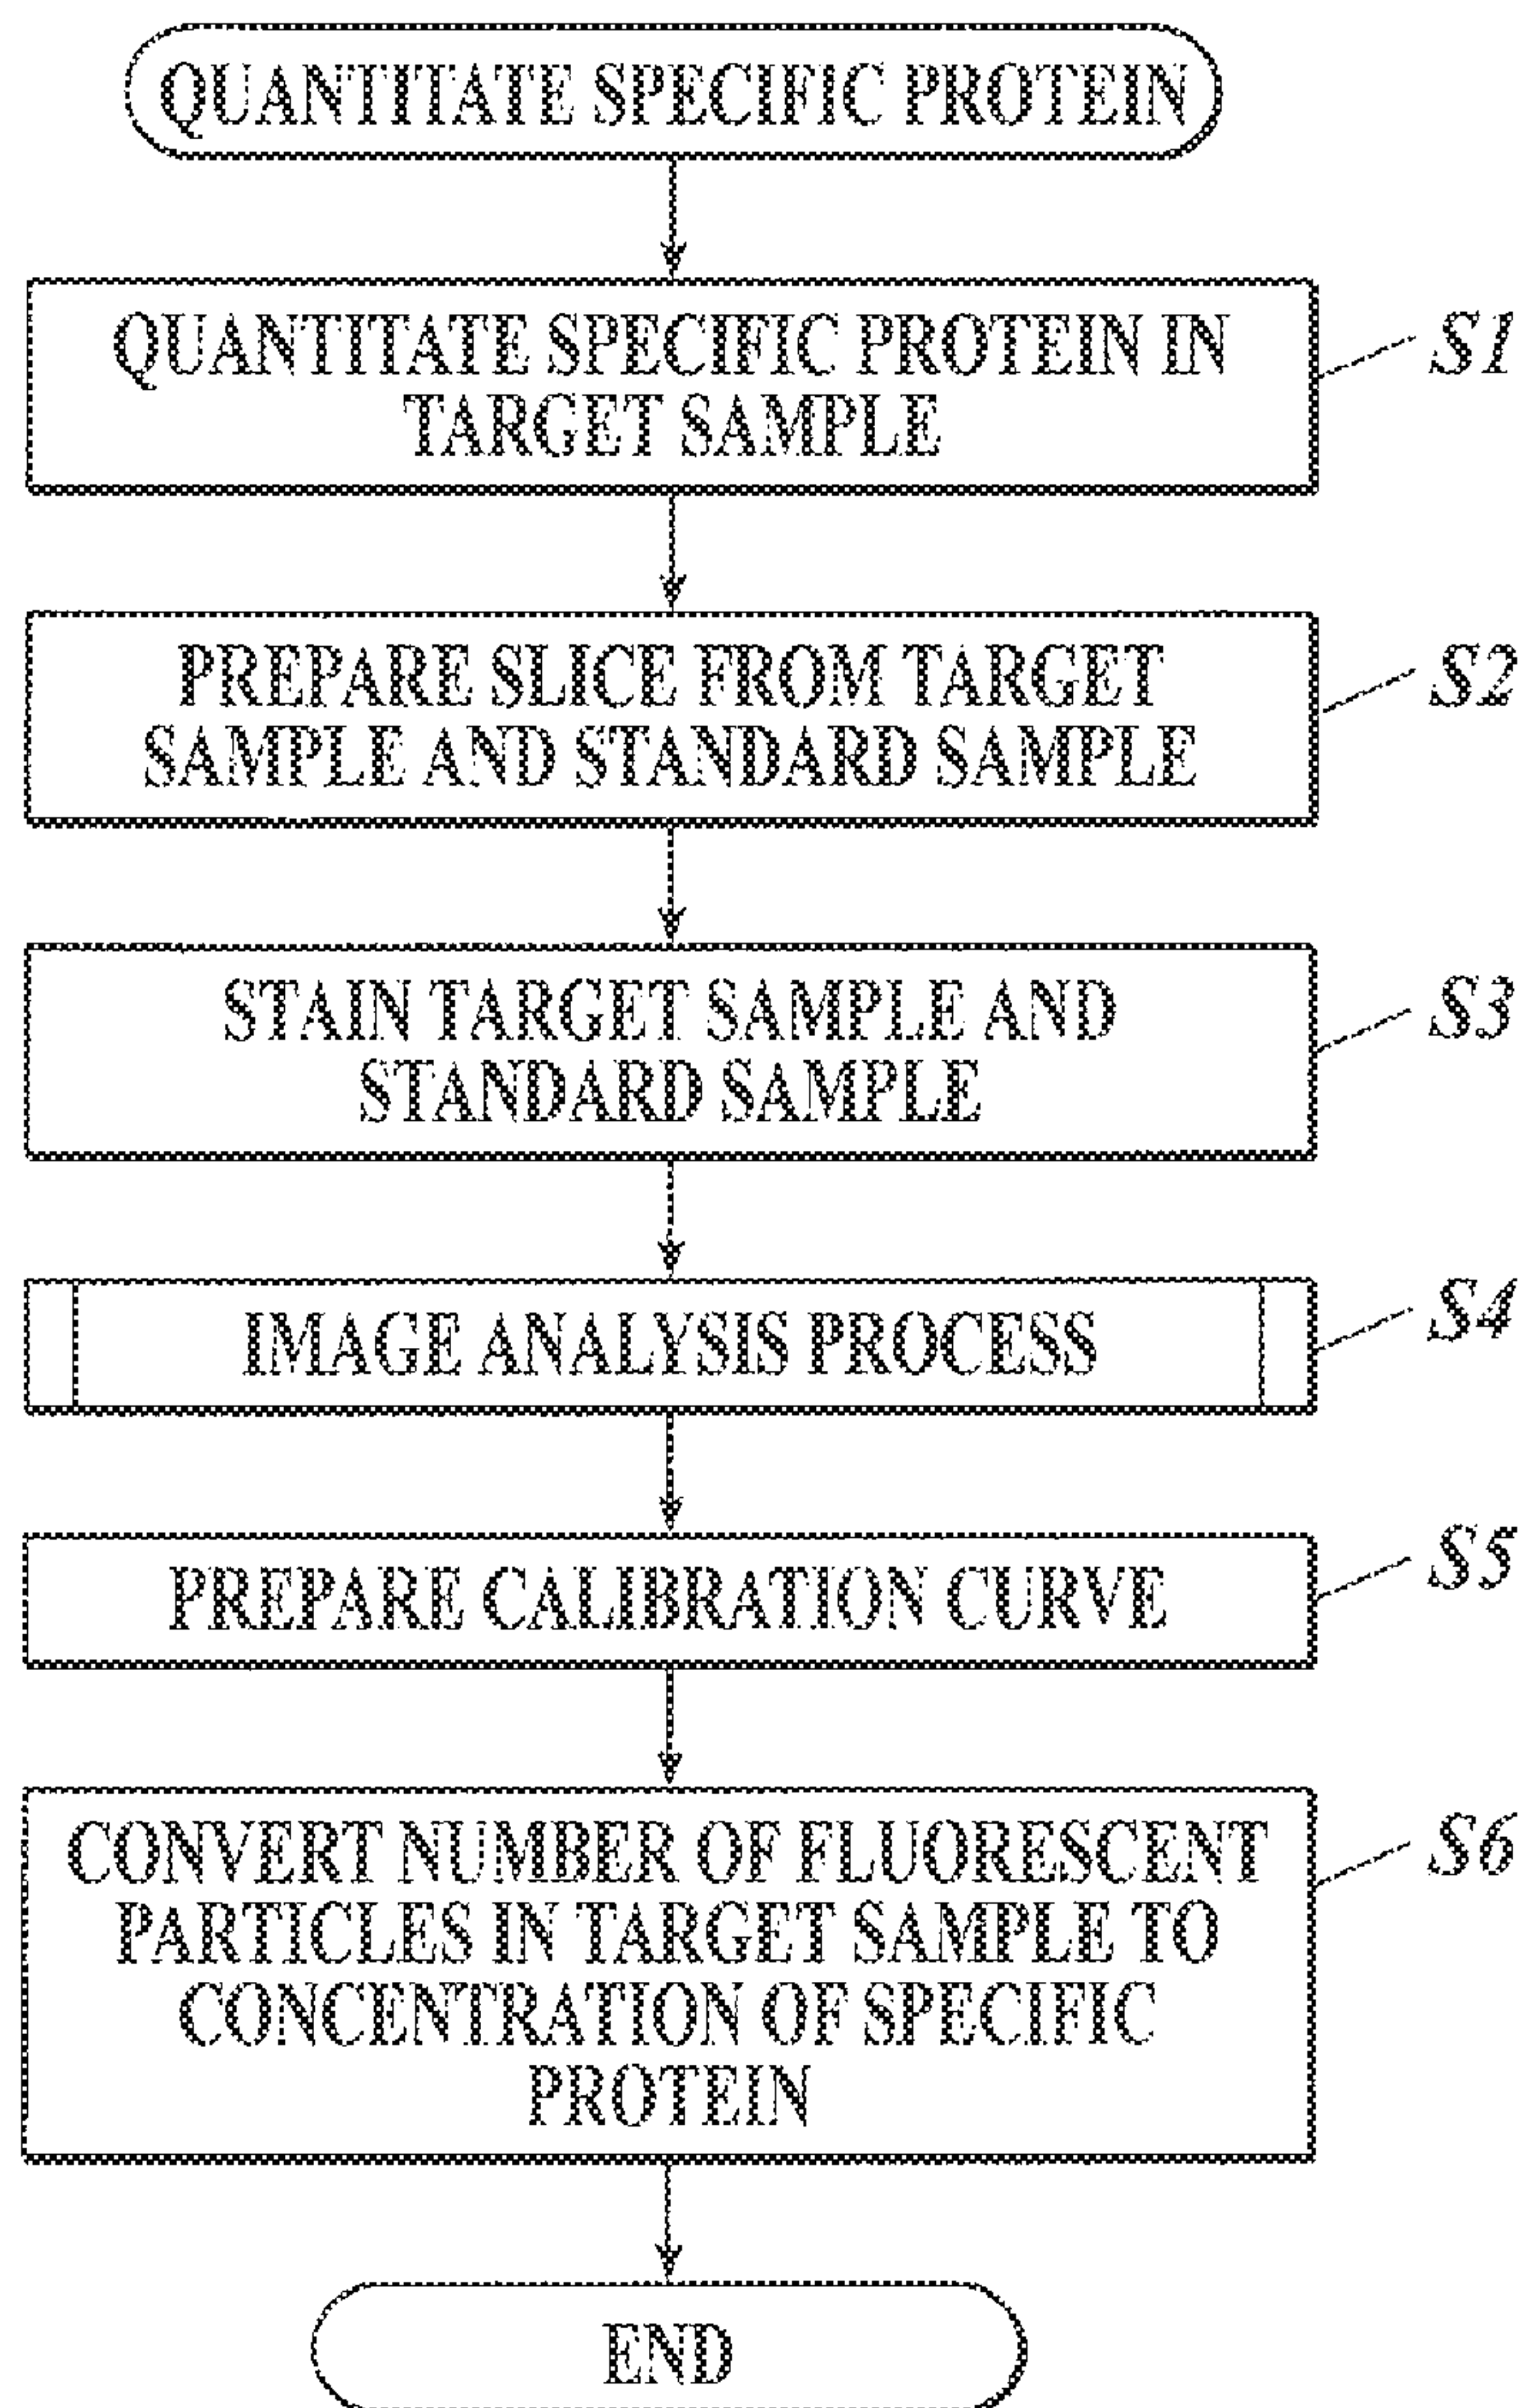 QUANTITATE SPECIFIC PROTEIN
QUANTITATE SPECIFIC PROTEIN IN
TARGET SAMPLE
S1
PREPARE SLICE FROM TARGET
SAMPLE AND STANDARD SAMPLE
S2
STAIN TARGET SAMPLE AND
STANDARD SAMPLE
S3
IMAGE ANALYSIS PROCESS
S4
PREPARE CALIBRATION CURVE
S5
CONVERT NUMBER OF FLUORESCENT
PARTICLES IN TARGET SAMPLE TO
CONCENTRATION OF SPECIFIC
PROTEIN
S6
END